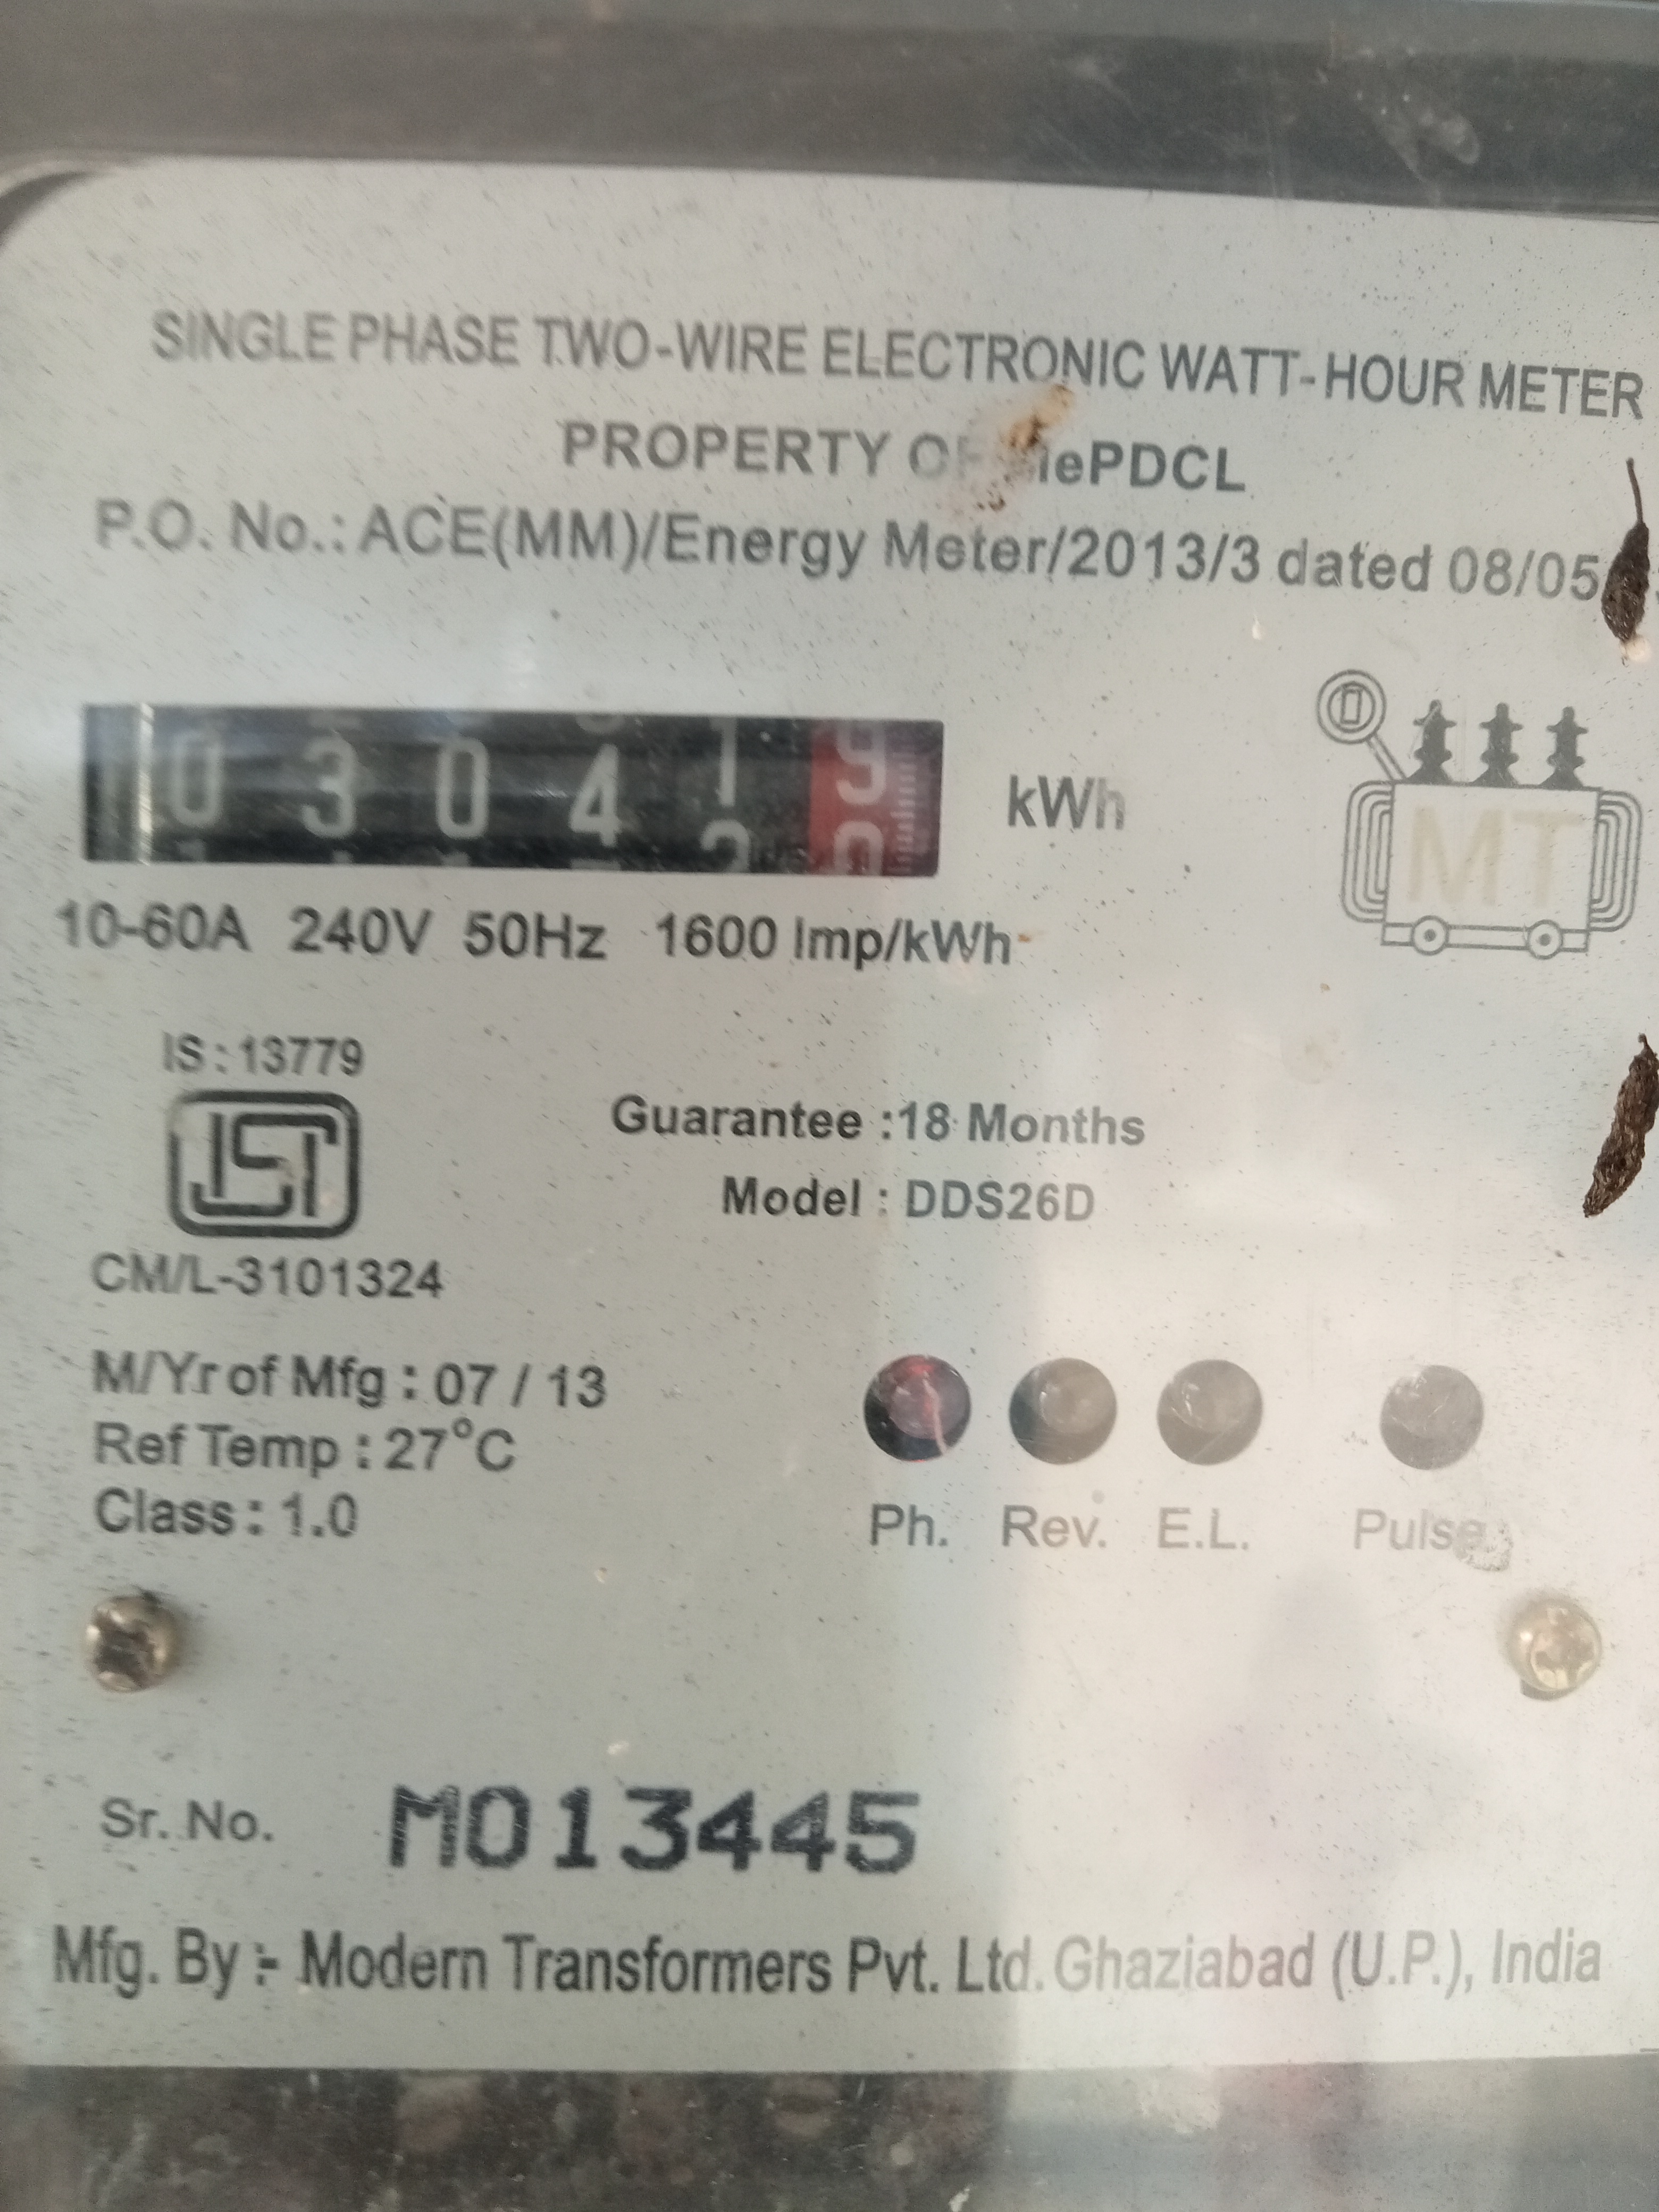 SINGLE PHASE TWO-WIRE ELECTRONIC WATT-HOUR METER
PROPERTY OF MePDCL
P.O. No.: ACE(MM)/Energy Meter/2013/3 dated 08/05
0 3 0 4 1 9 kWh
MT
10-60A 240V 50Hz 1600 Imp/kWh
IS : 13779
Guarantee :18 Months
Model : DDS26D
CM/L-3101324
M/Yr of Mfg : 07 / 13
Ref Temp : 27°C
Class : 1.0
Ph. Rev. E.L. Pulse
Sr. No. M013445
Mfg. By :- Modern Transformers Pvt. Ltd. Ghaziabad (U.P.), India